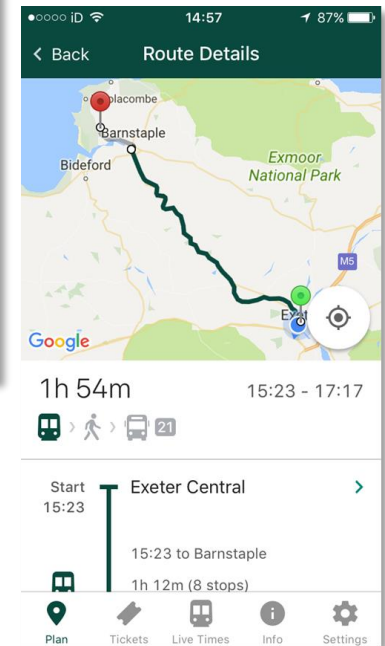 iD 14:57 87%
Back Route Details
lfracombe
Barnstaple
Bideford
Exmoor
National Park
M5
Exet
Google
1h 54m 15:23 - 17:17
21
Start Exeter Central
15:23
15:23 to Barnstaple
1h 12m (8 stops)
Plan Tickets Live Times Info Settings